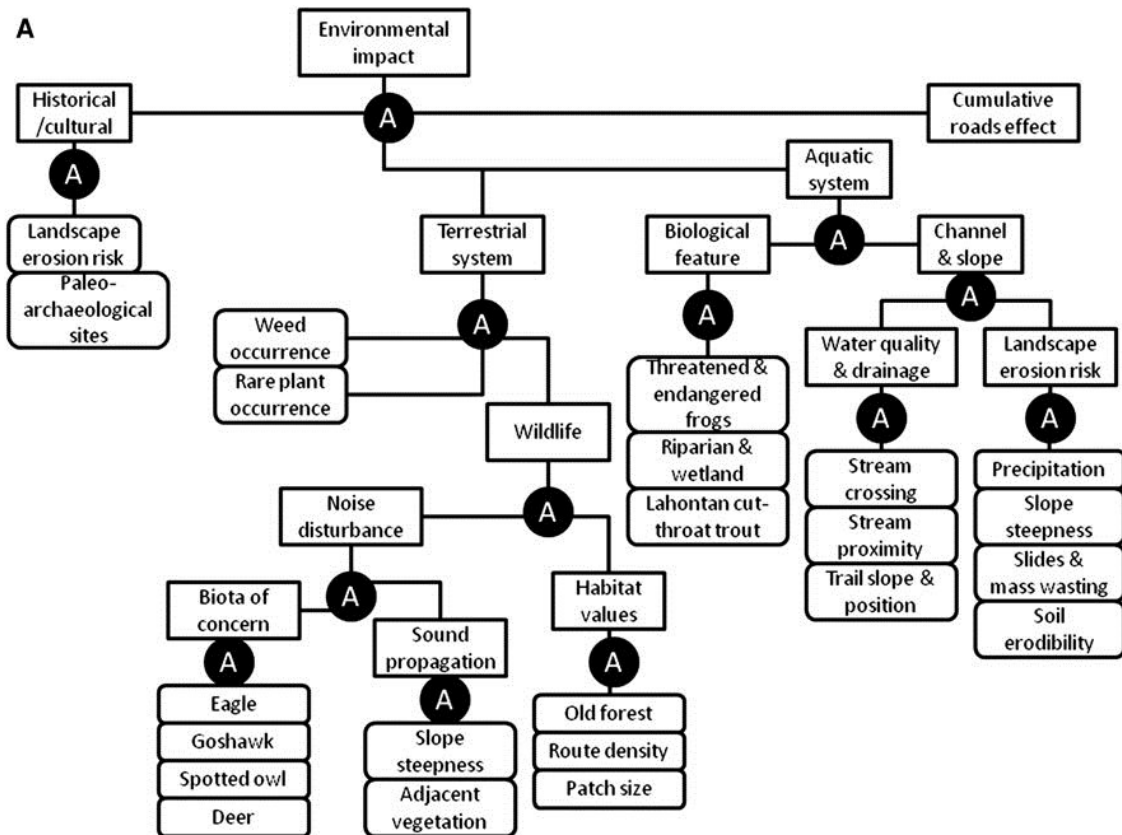 A
Environmental
impact
Historical
/cultural
A
Cumulative
roads effect
A
Landscape
erosion risk
Paleo-
archaeological
sites
Aquatic
system
Terrestrial
system
Biological
feature
A
Channel
& slope
A
Weed
occurrence
Rare plant
occurrence
A
Threatened &
endangered
frogs
Riparian &
wetland
Lahontan cut-
throat trout
A
Water quality
& drainage
Landscape
erosion risk
A
Stream
crossing
Stream
proximity
Trail slope &
position
A
Precipitation
Slope
steepness
Slides &
mass wasting
Soil
erodibility
Wildlife
A
Noise
disturbance
Habitat
values
A
Biota of
concern
Sound
propagation
A
Eagle
Goshawk
Spotted owl
Deer
A
Slope
steepness
Adjacent
vegetation
A
Old forest
Route density
Patch size